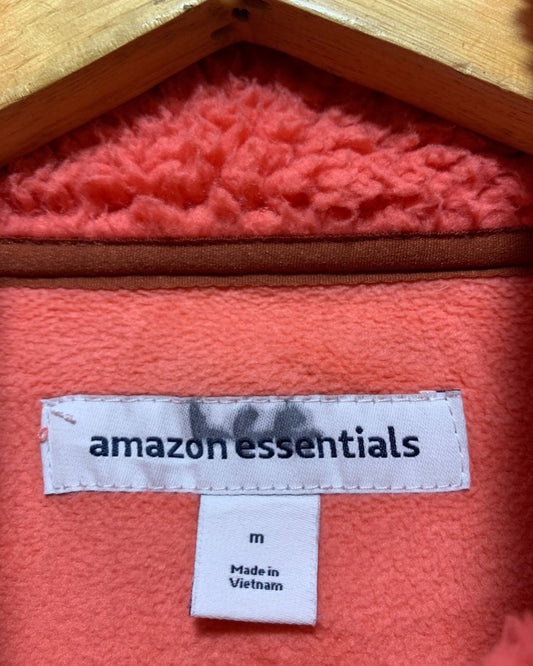 amazon essentials
m
Made in
Vietnam